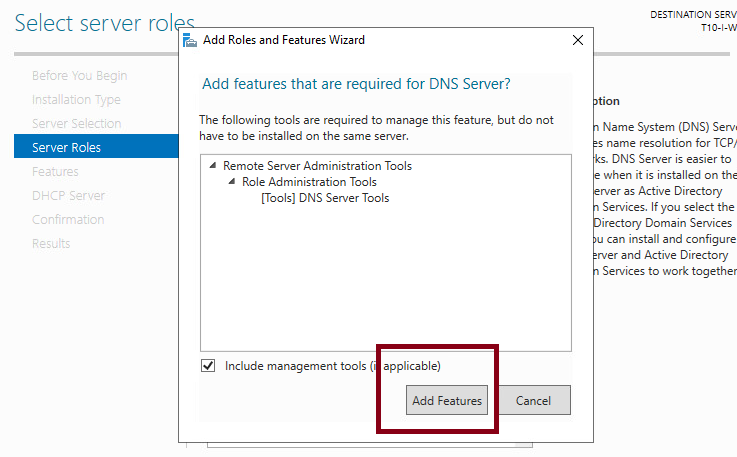 Select server roles
DESTINATION SERV
T10-I-W
Before You Begin
Installation Type
Server Selection
Server Roles
Features
DHCP Server
Confirmation
Results
Add Roles and Features Wizard
Add features that are required for DNS Server?
The following tools are required to manage this feature, but do not
have to be installed on the same server.
Remote Server Administration Tools
Role Administration Tools
[Tools] DNS Server Tools
Include management tools (if applicable)
Add Features
Cancel
ption
n Name System (DNS) Serve
es name resolution for TCP/
rks. DNS Server is easier to
e when it is installed on the
erver as Active Directory
n Services. If you select the
Directory Domain Services
ou can install and configure
erver and Active Directory
n Services to work together